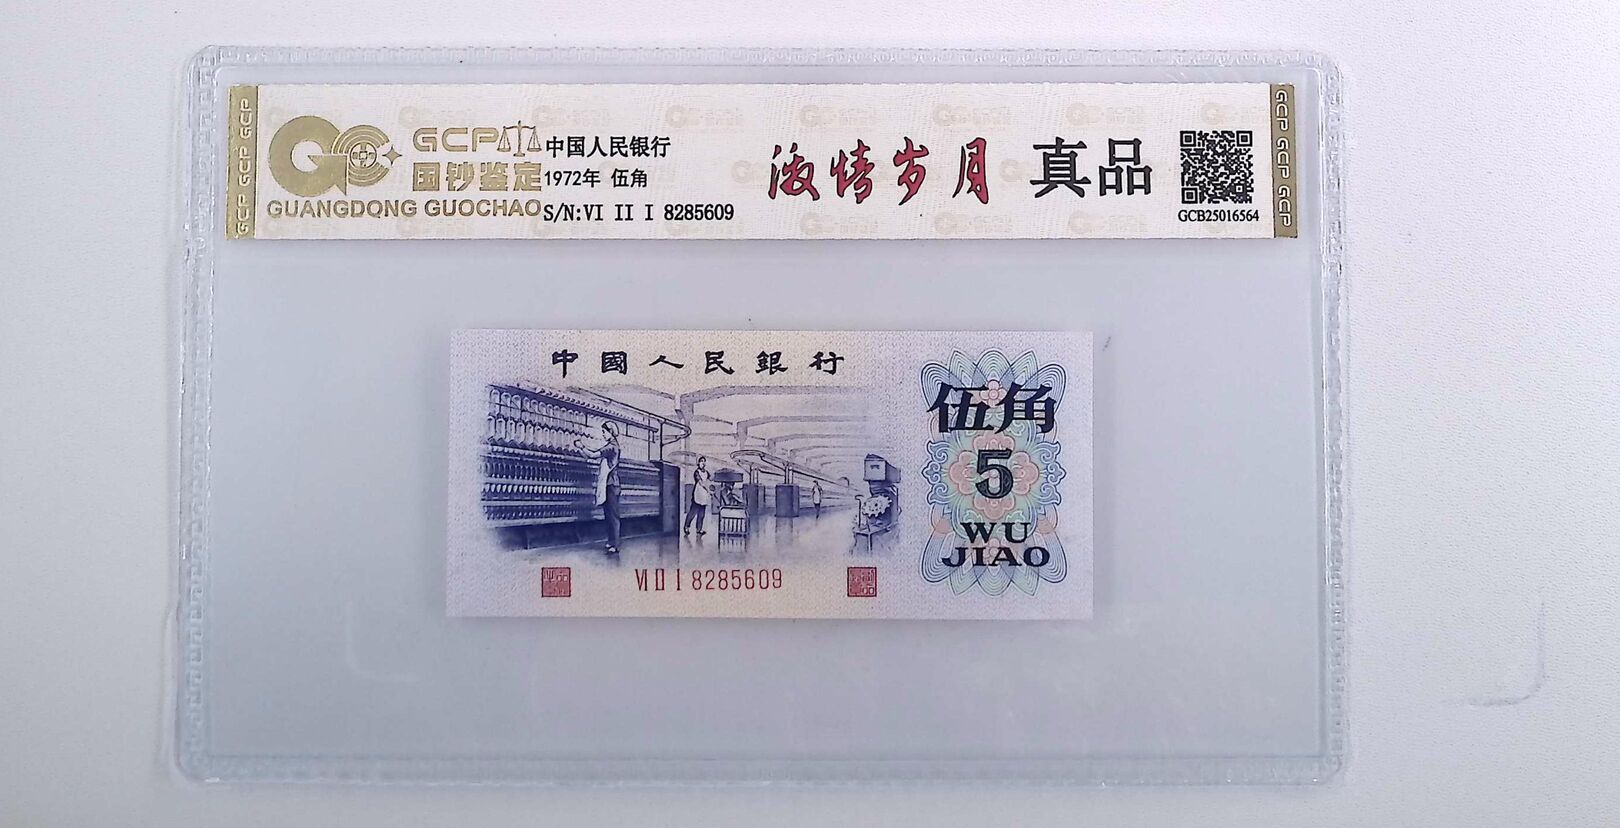 GCP GCP GCP
GCP
国钞鉴定
GUANGDONG GUOCHAO
中国人民银行
1972年 伍角
S/N:VI II I 8285609
激情岁月
真品
GCB25016564
GCP GCP GCP
中國人民銀行
伍角
5
WU
JIAO
VI II I 8285609